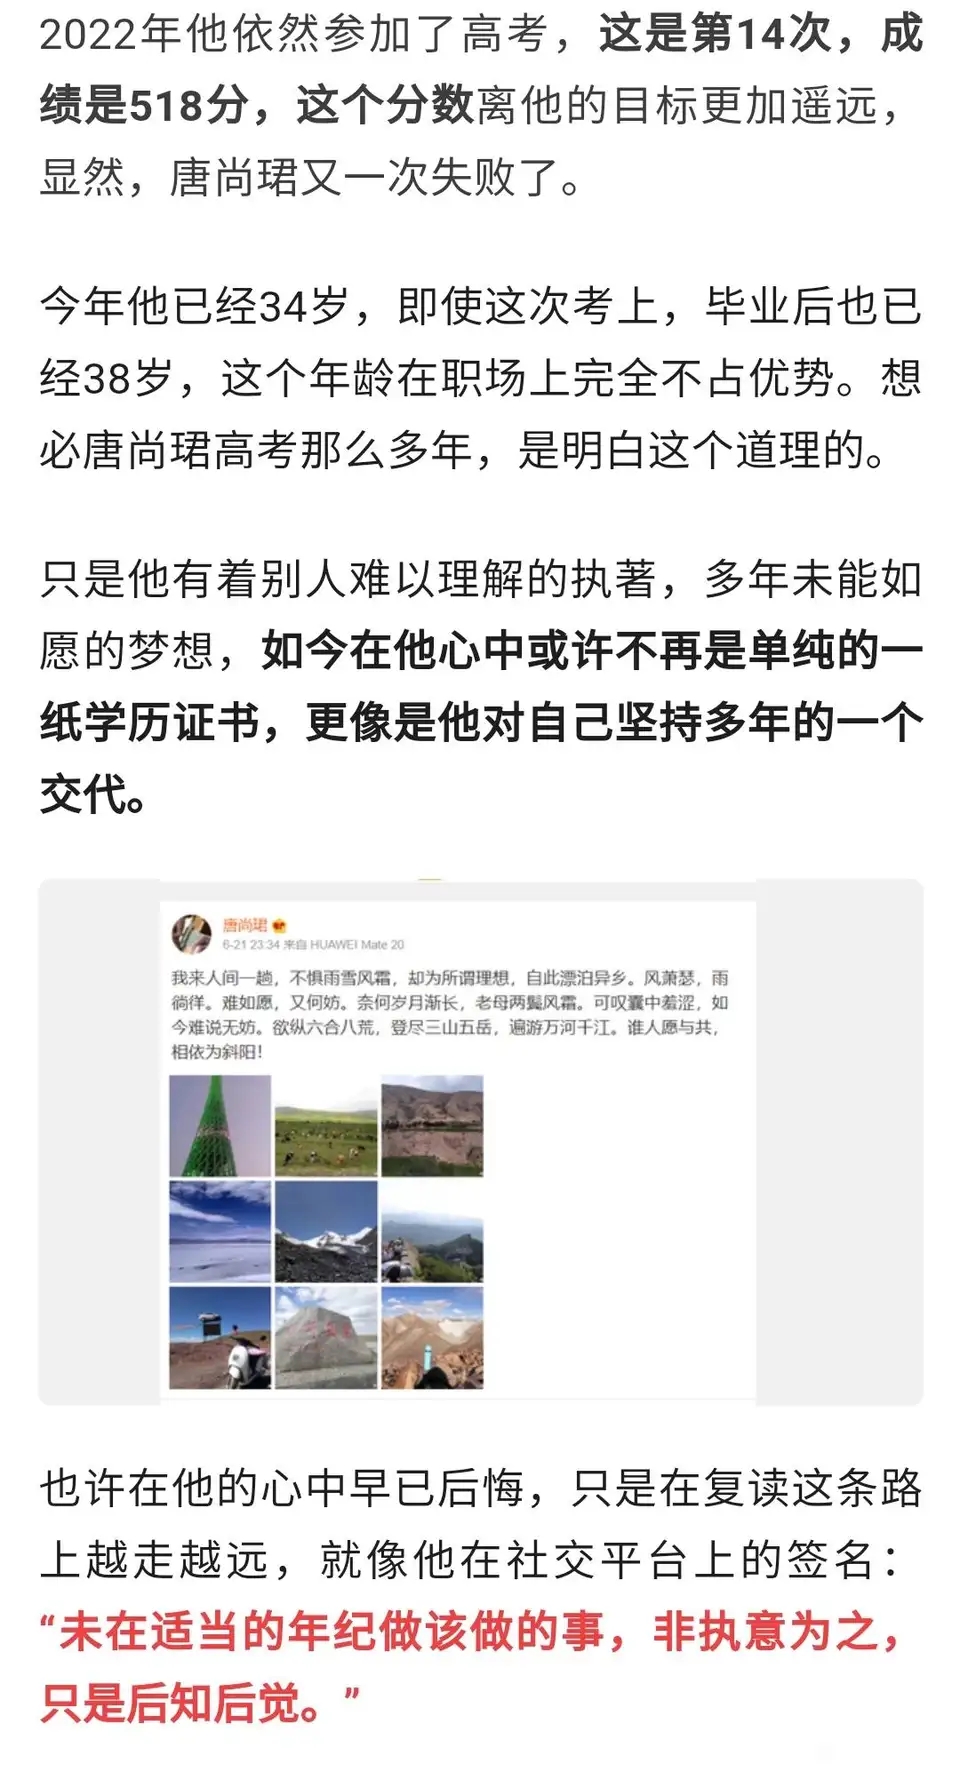 2022年他依然参加了高考，这是第14次，成
绩是518分，这个分数离他的目标更加遥远，
显然，唐尚珺又一次失败了。
今年他已经34岁，即使这次考上，毕业后也已
经38岁，这个年龄在职场上完全不占优势。想
必唐尚珺高考那么多年，是明白这个道理的。
只是他有着别人难以理解的执著，多年未能如
愿的梦想，如今在他心中或许不再是单纯的一
纸学历证书，更像是他对自己坚持多年的一个
交代。
唐尚珺
6-21 23:34 来自 HUAWEI Mate 20
我来人间一趟，不惧雨雪风霜，却为所谓理想，自此漂泊异乡。风萧瑟，雨
徜徉。难如愿，又何妨。奈何岁月渐长，老母两鬓风霜。可叹囊中羞涩，如
今难说无妨。欲纵六合八荒，登尽三山五岳，遍游万河千江。谁人愿与共，
相依为斜阳！
也许在他的心中早已后悔，只是在复读这条路
上越走越远，就像他在社交平台上的签名：
“未在适当的年纪做该做的事，非执意为之，
只是后知后觉。”